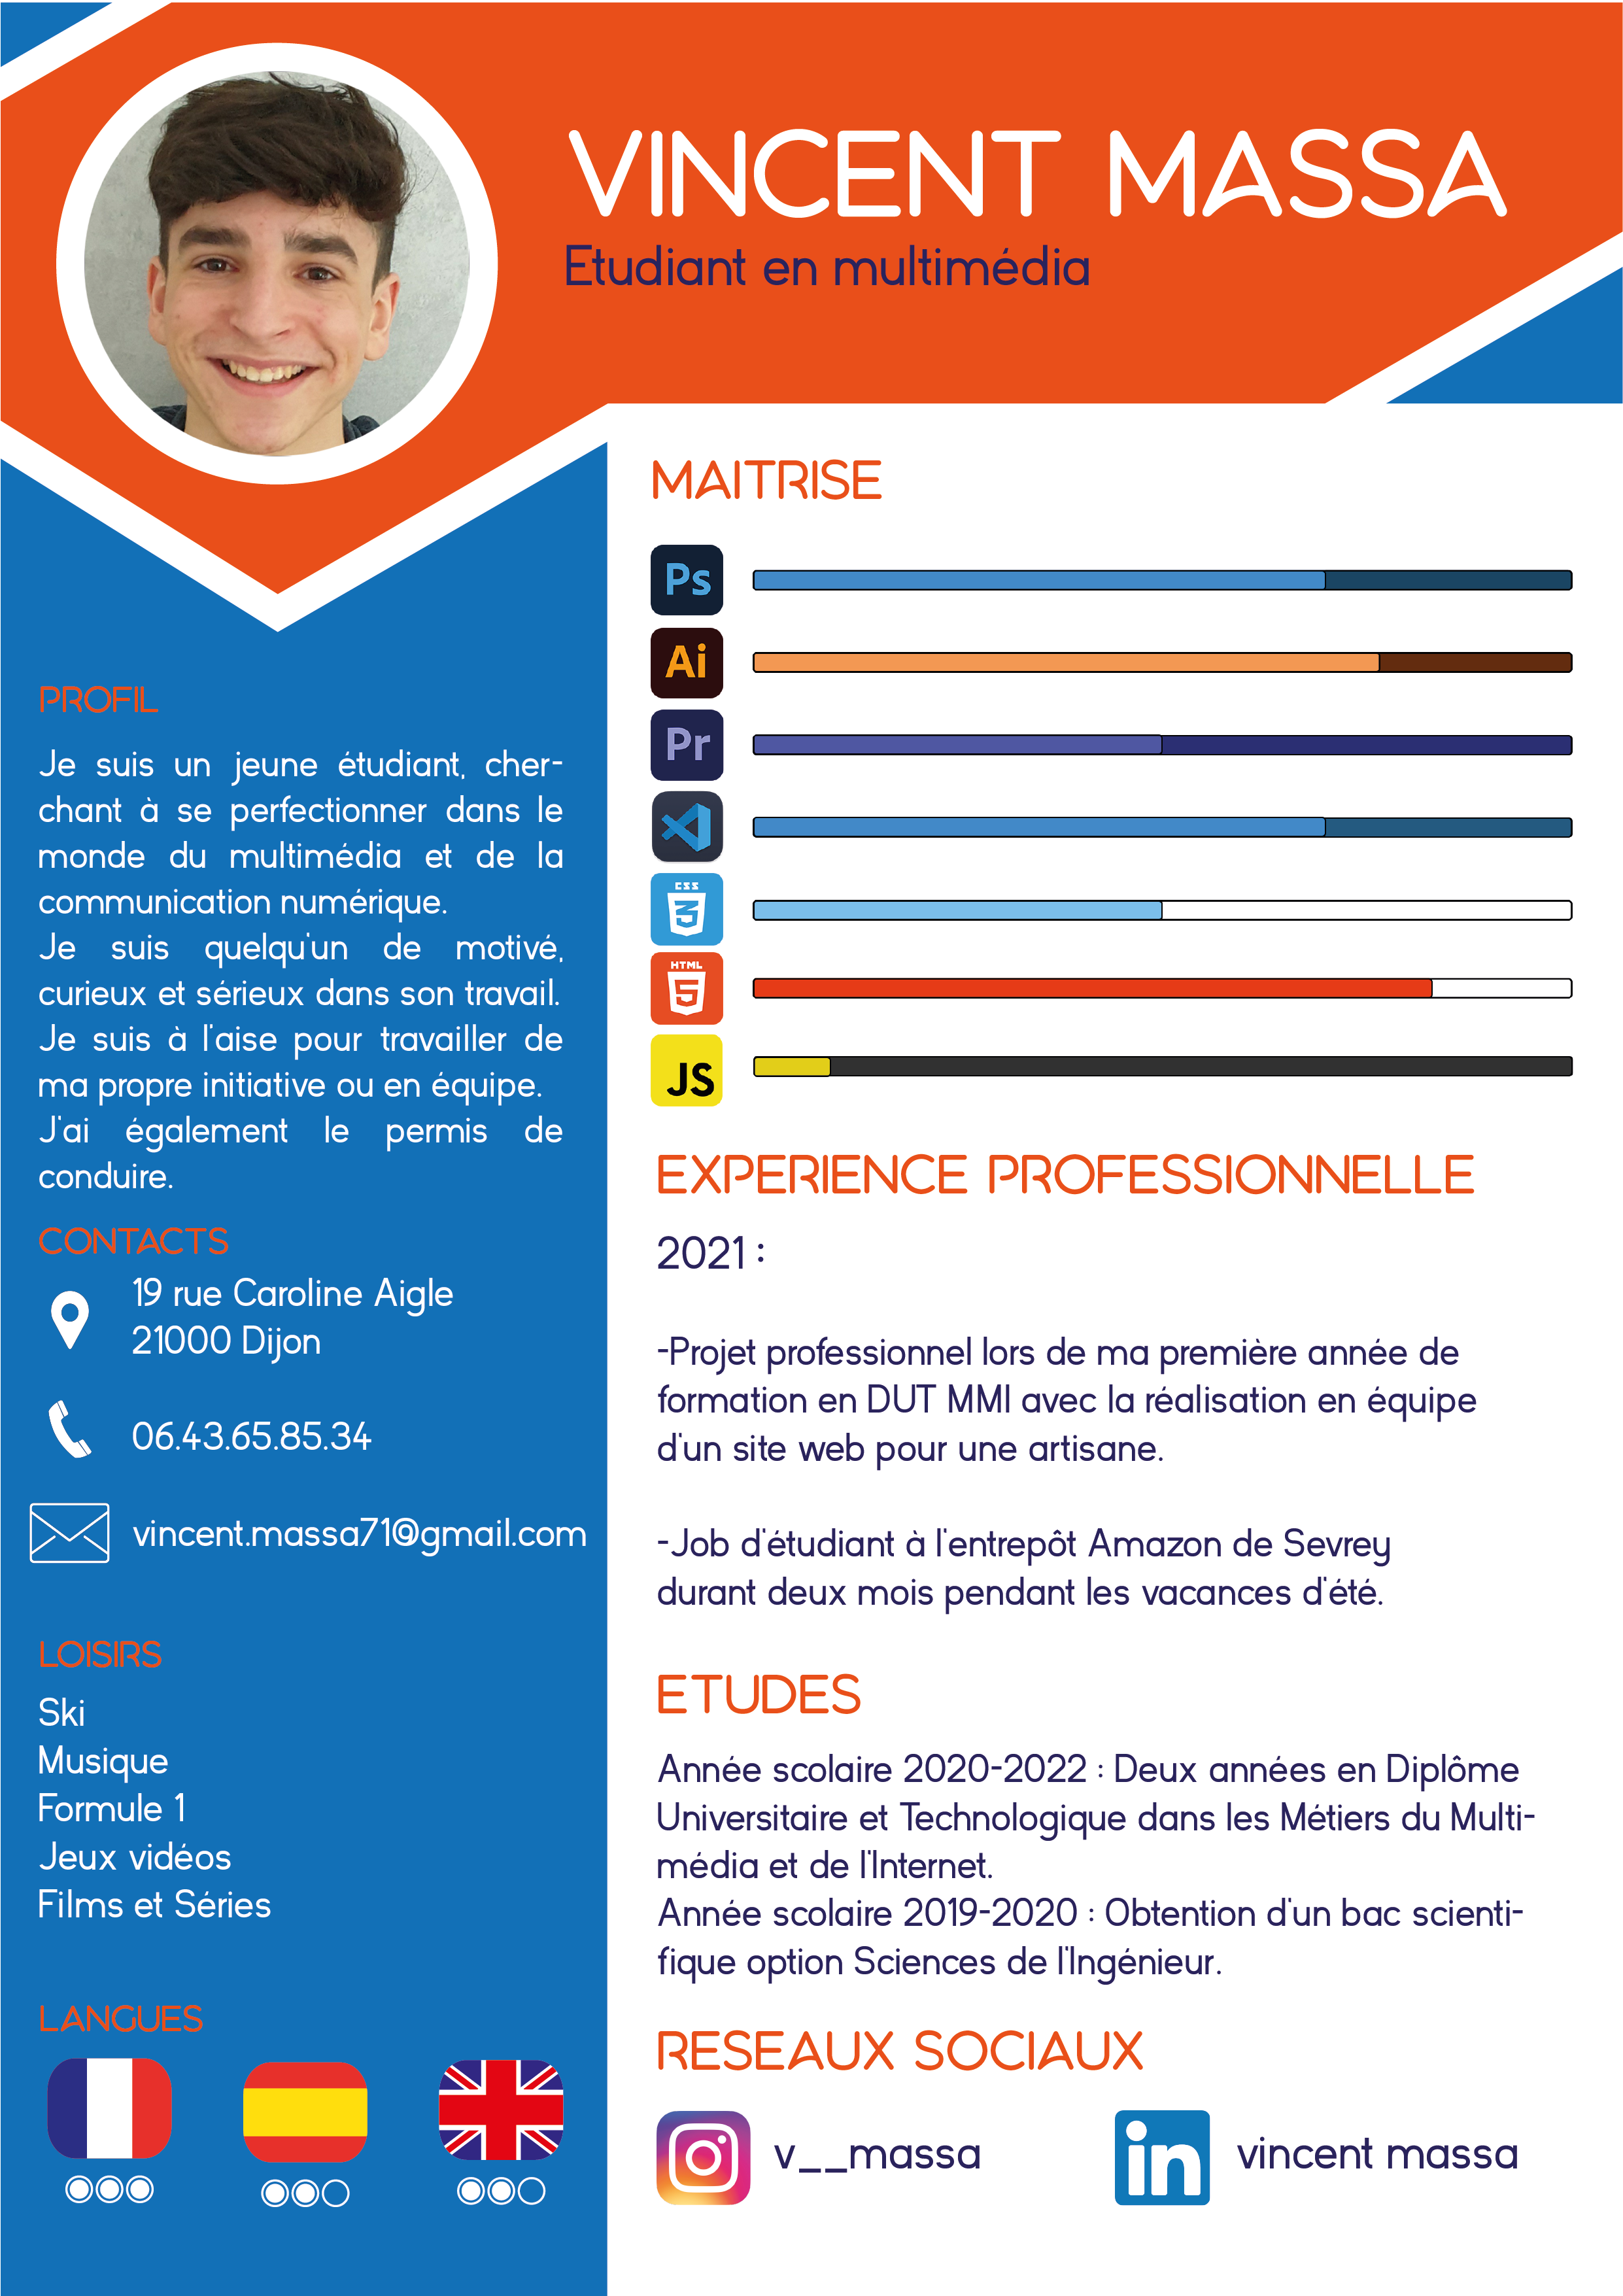 VINCENT MASSA
Etudiant en multimédia
PROFIL
Je suis un jeune étudiant, cher-
chant à se perfectionner dans le
monde du multimédia et de la
communication numérique.
Je suis quelqu'un de motivé,
curieux et sérieux dans son travail.
Je suis à l'aise pour travailler de
ma propre initiative ou en équipe.
J'ai également le permis de
conduire.
CONTACTS
19 rue Caroline Aigle
21000 Dijon
06.43.65.85.34
vincent.massa71@gmail.com
LOISIRS
Ski
Musique
Formule 1
Jeux vidéos
Films et Séries
LANGUES
MAITRISE
Ps
Ai
Pr
CSS
3
HTML
5
JS
EXPERIENCE PROFESSIONNELLE
2021 :
-Projet professionnel lors de ma première année de
formation en DUT MMI avec la réalisation en équipe
d'un site web pour une artisane.
-Job d'étudiant à l'entrepôt Amazon de Sevrey
durant deux mois pendant les vacances d'été.
ETUDES
Année scolaire 2020-2022 : Deux années en Diplôme
Universitaire et Technologique dans les Métiers du Multi-
média et de l'Internet.
Année scolaire 2019-2020 : Obtention d'un bac scienti-
fique option Sciences de l'Ingénieur.
RESEAUX SOCIAUX
v__massa
in
vincent massa